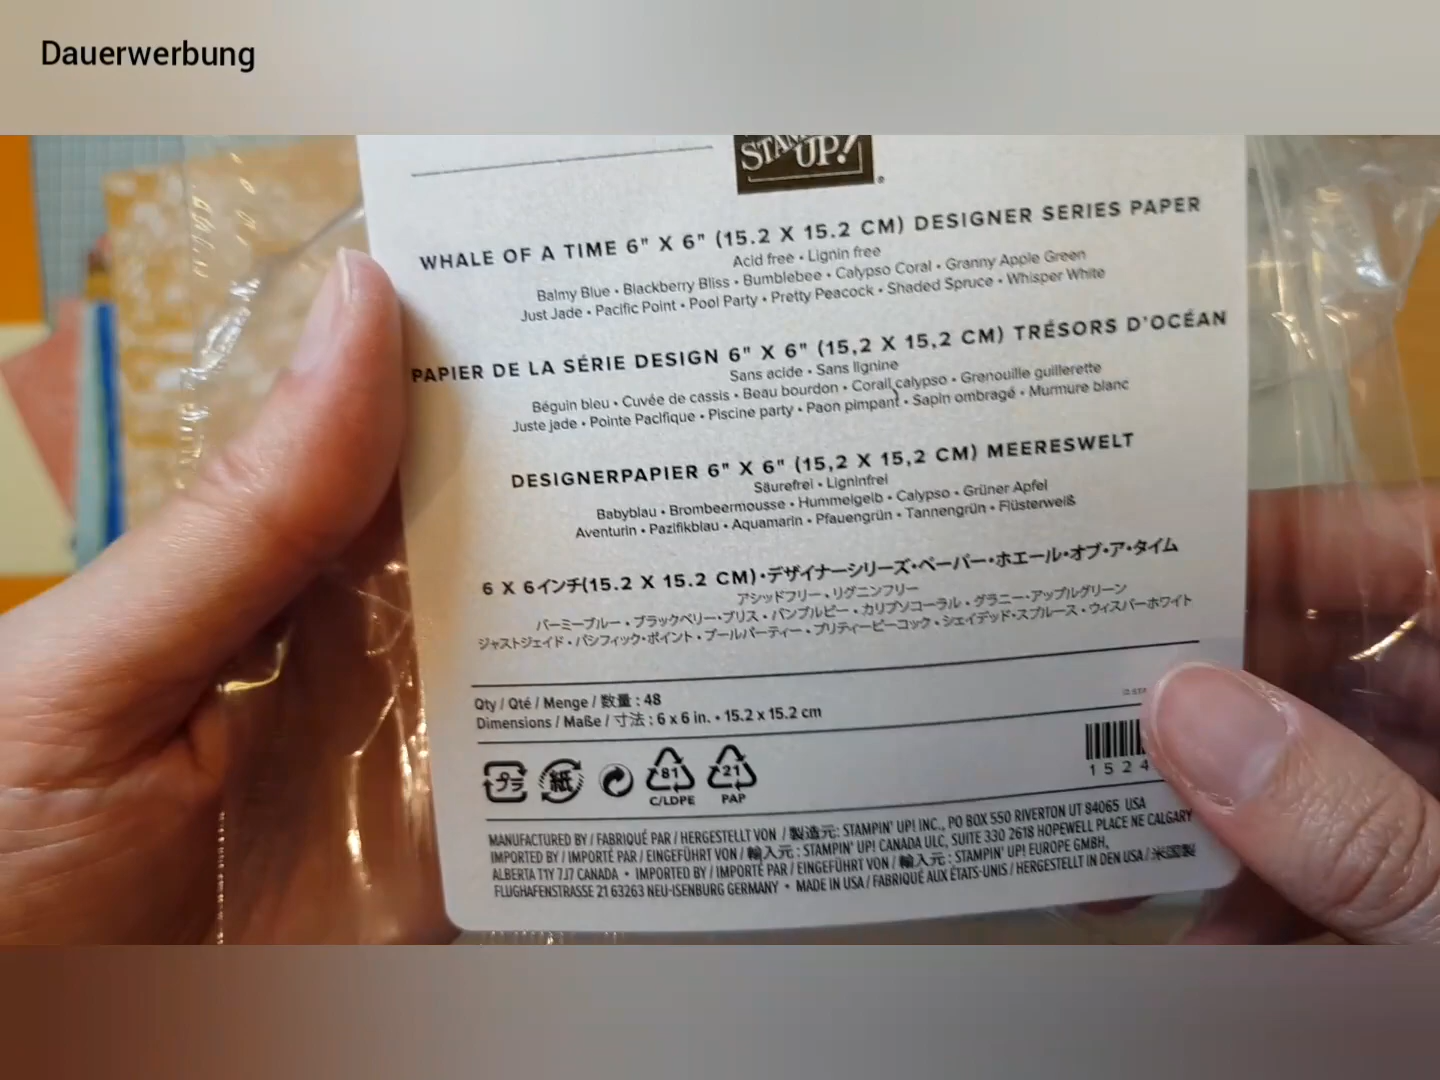 Dauerwerbung
STAMPIN' UP!
WHALE OF A TIME 6" X 6" (15.2 X 15.2 CM) DESIGNER SERIES PAPER
Acid free • Lignin free
Balmy Blue • Blackberry Bliss • Bumblebee • Calypso Coral • Granny Apple Green
Just Jade • Pacific Point • Pool Party • Pretty Peacock • Shaded Spruce • Whisper White
PAPIER DE LA SÉRIE DESIGN 6" X 6" (15,2 X 15,2 CM) TRÉSORS D'OCÉAN
Sans acide • Sans lignine
Béguin bleu • Cuvée de cassis • Beau bourdon • Corail calypso • Grenouille guillerette
Juste jade • Pointe Pacifique • Piscine party • Paon pimpant • Sapin ombragé • Murmure blanc
DESIGNERPAPIER 6" X 6" (15,2 X 15,2 CM) MEERESWELT
Säurefrei • Ligninfrei
Babyblau • Brombeermousse • Hummelgelb • Calypso • Grüner Apfel
Aventurin • Pazifikblau • Aquamarin • Pfauengrün • Tannengrün • Flüsterweiß
6 X 6インチ(15.2 X 15.2 CM)・デザイナーシリーズ・ペーパー・ホエール・オブ・ア・タイム
アシッドフリー・リグニンフリー
バーミーブルー・ブラックベリー・ブリス・バンブルビー・カリプソコーラル・グラニー・アップルグリーン
ジャストジェイド・パシフィック・ポイント・プールパーティー・プリティーピーコック・シェイデッド・スプルース・ウィスパーホワイト
Qty / Qté / Menge / 数量 : 48
Dimensions / Maße / 寸法 : 6 x 6 in. • 15.2 x 15.2 cm
プラ 紙 81 21
C/LDPE PAP
1 5 2 4
MANUFACTURED BY / FABRIQUÉ PAR / HERGESTELLT VON / 製造元: STAMPIN' UP! INC., PO BOX 550 RIVERTON UT 84065 USA
IMPORTED BY / IMPORTÉ PAR / EINGEFÜHRT VON / 輸入元 : STAMPIN' UP! CANADA ULC, SUITE 330 2618 HOPEWELL PLACE NE CALGARY
ALBERTA T1Y 7J7 CANADA • IMPORTED BY / IMPORTÉ PAR / EINGEFÜHRT VON / 輸入元 : STAMPIN' UP! EUROPE GMBH,
FLUGHAFENSTRASSE 21 63263 NEU-ISENBURG GERMANY • MADE IN USA / FABRIQUÉ AUX ÉTATS-UNIS / HERGESTELLT IN DEN USA / 米国製